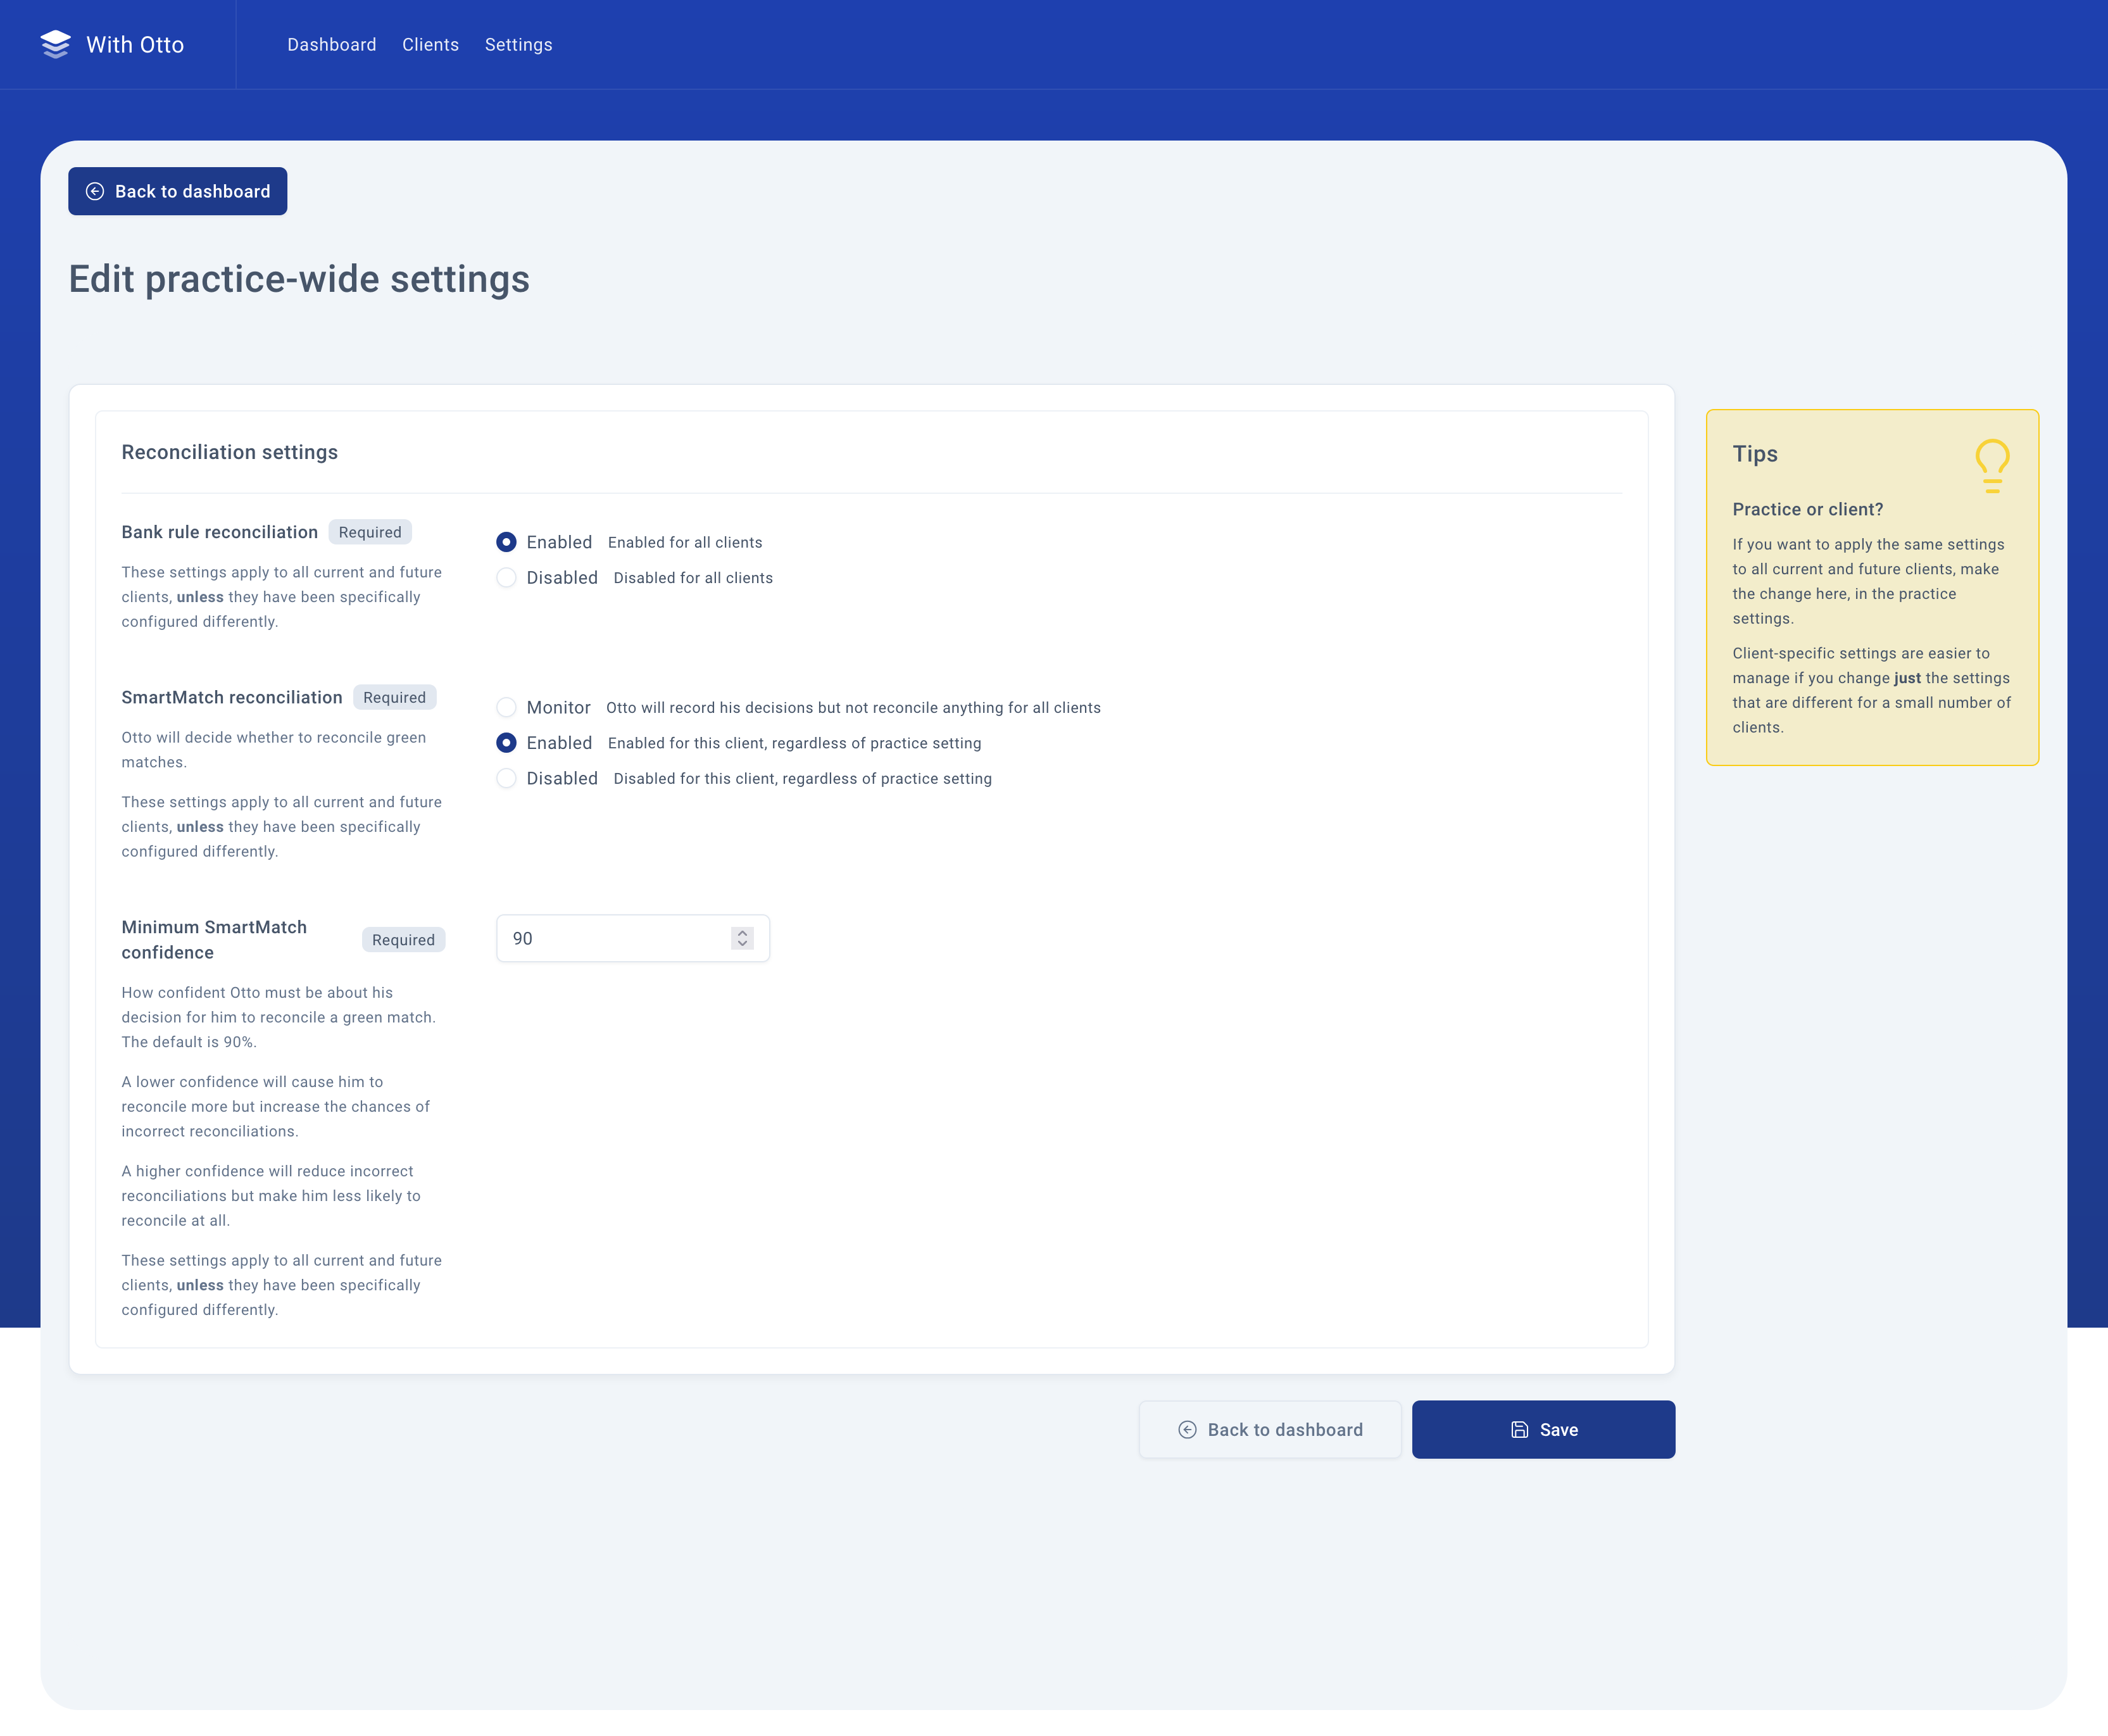 With Otto
Dashboard Clients Settings
Back to dashboard
Edit practice-wide settings
Reconciliation settings
Bank rule reconciliation Required
These settings apply to all current and future
clients, unless they have been specifically
configured differently.
Enabled Enabled for all clients
Disabled Disabled for all clients
SmartMatch reconciliation Required
Otto will decide whether to reconcile green
matches.
These settings apply to all current and future
clients, unless they have been specifically
configured differently.
Monitor Otto will record his decisions but not reconcile anything for all clients
Enabled Enabled for this client, regardless of practice setting
Disabled Disabled for this client, regardless of practice setting
Minimum SmartMatch
confidence
Required
How confident Otto must be about his
decision for him to reconcile a green match.
The default is 90%.
A lower confidence will cause him to
reconcile more but increase the chances of
incorrect reconciliations.
A higher confidence will reduce incorrect
reconciliations but make him less likely to
reconcile at all.
These settings apply to all current and future
clients, unless they have been specifically
configured differently.
90
Back to dashboard
Save
Tips
Practice or client?
If you want to apply the same settings
to all current and future clients, make
the change here, in the practice
settings.
Client-specific settings are easier to
manage if you change just the settings
that are different for a small number of
clients.